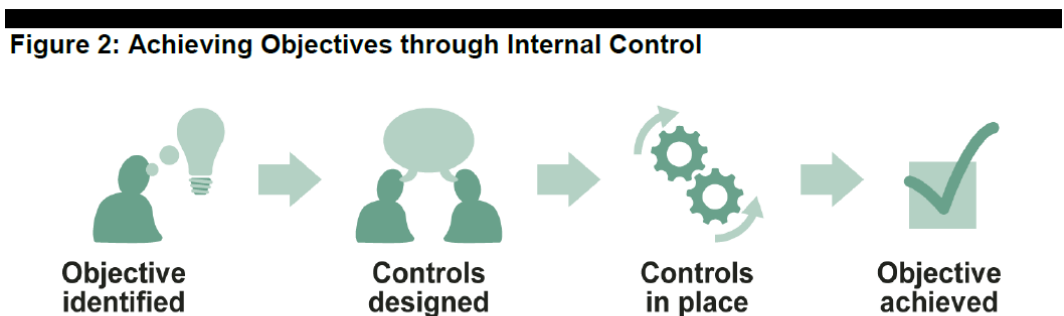 Figure 2: Achieving Objectives through Internal Control
Objective
identified
Controls
designed
Controls
in place
Objective
achieved